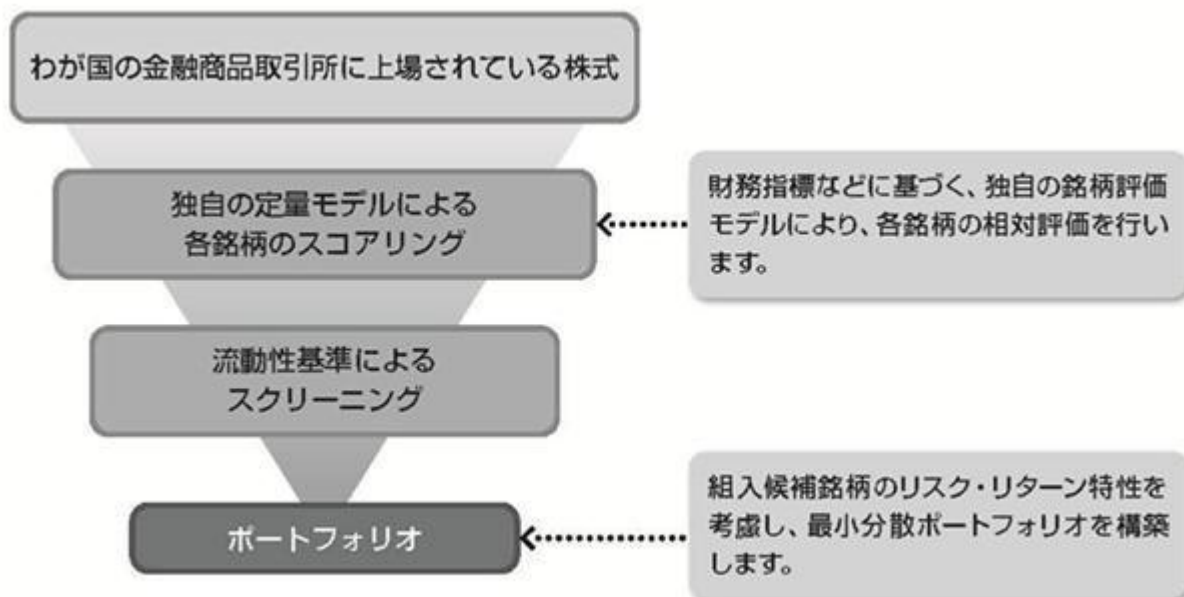 わが国の金融商品取引所に上場されている株式
独自の定量モデルによる
各銘柄のスコアリング
財務指標などに基づく、独自の銘柄評価
モデルにより、各銘柄の相対評価を行い
ます。
流動性基準による
スクリーニング
ポートフォリオ
組入候補銘柄のリスク・リターン特性を
考慮し、最小分散ポートフォリオを構築
します。